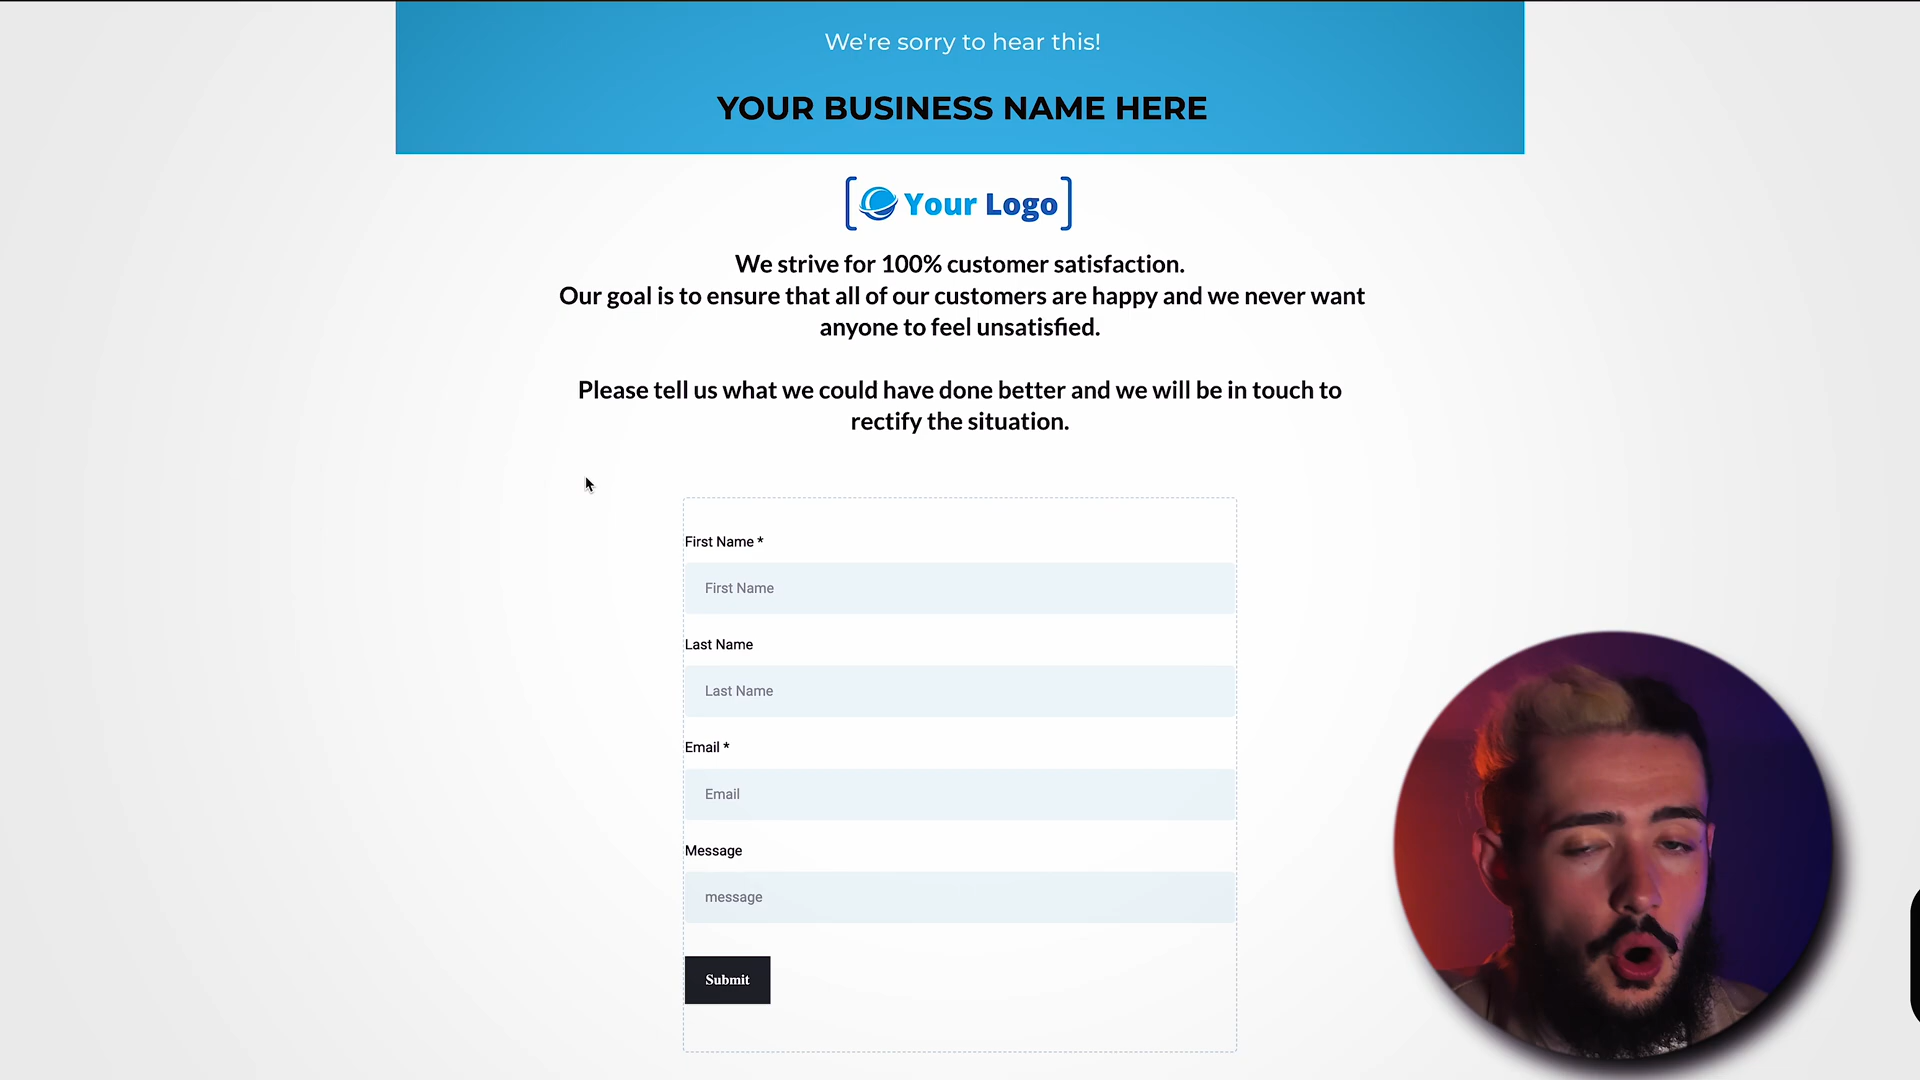 We're sorry to hear this!
YOUR BUSINESS NAME HERE
Your Logo
We strive for 100% customer satisfaction.
Our goal is to ensure that all of our customers are happy and we never want
anyone to feel unsatisfied.
Please tell us what we could have done better and we will be in touch to
rectify the situation.
First Name *
First Name
Last Name
Last Name
Email *
Email
Message
message
Submit